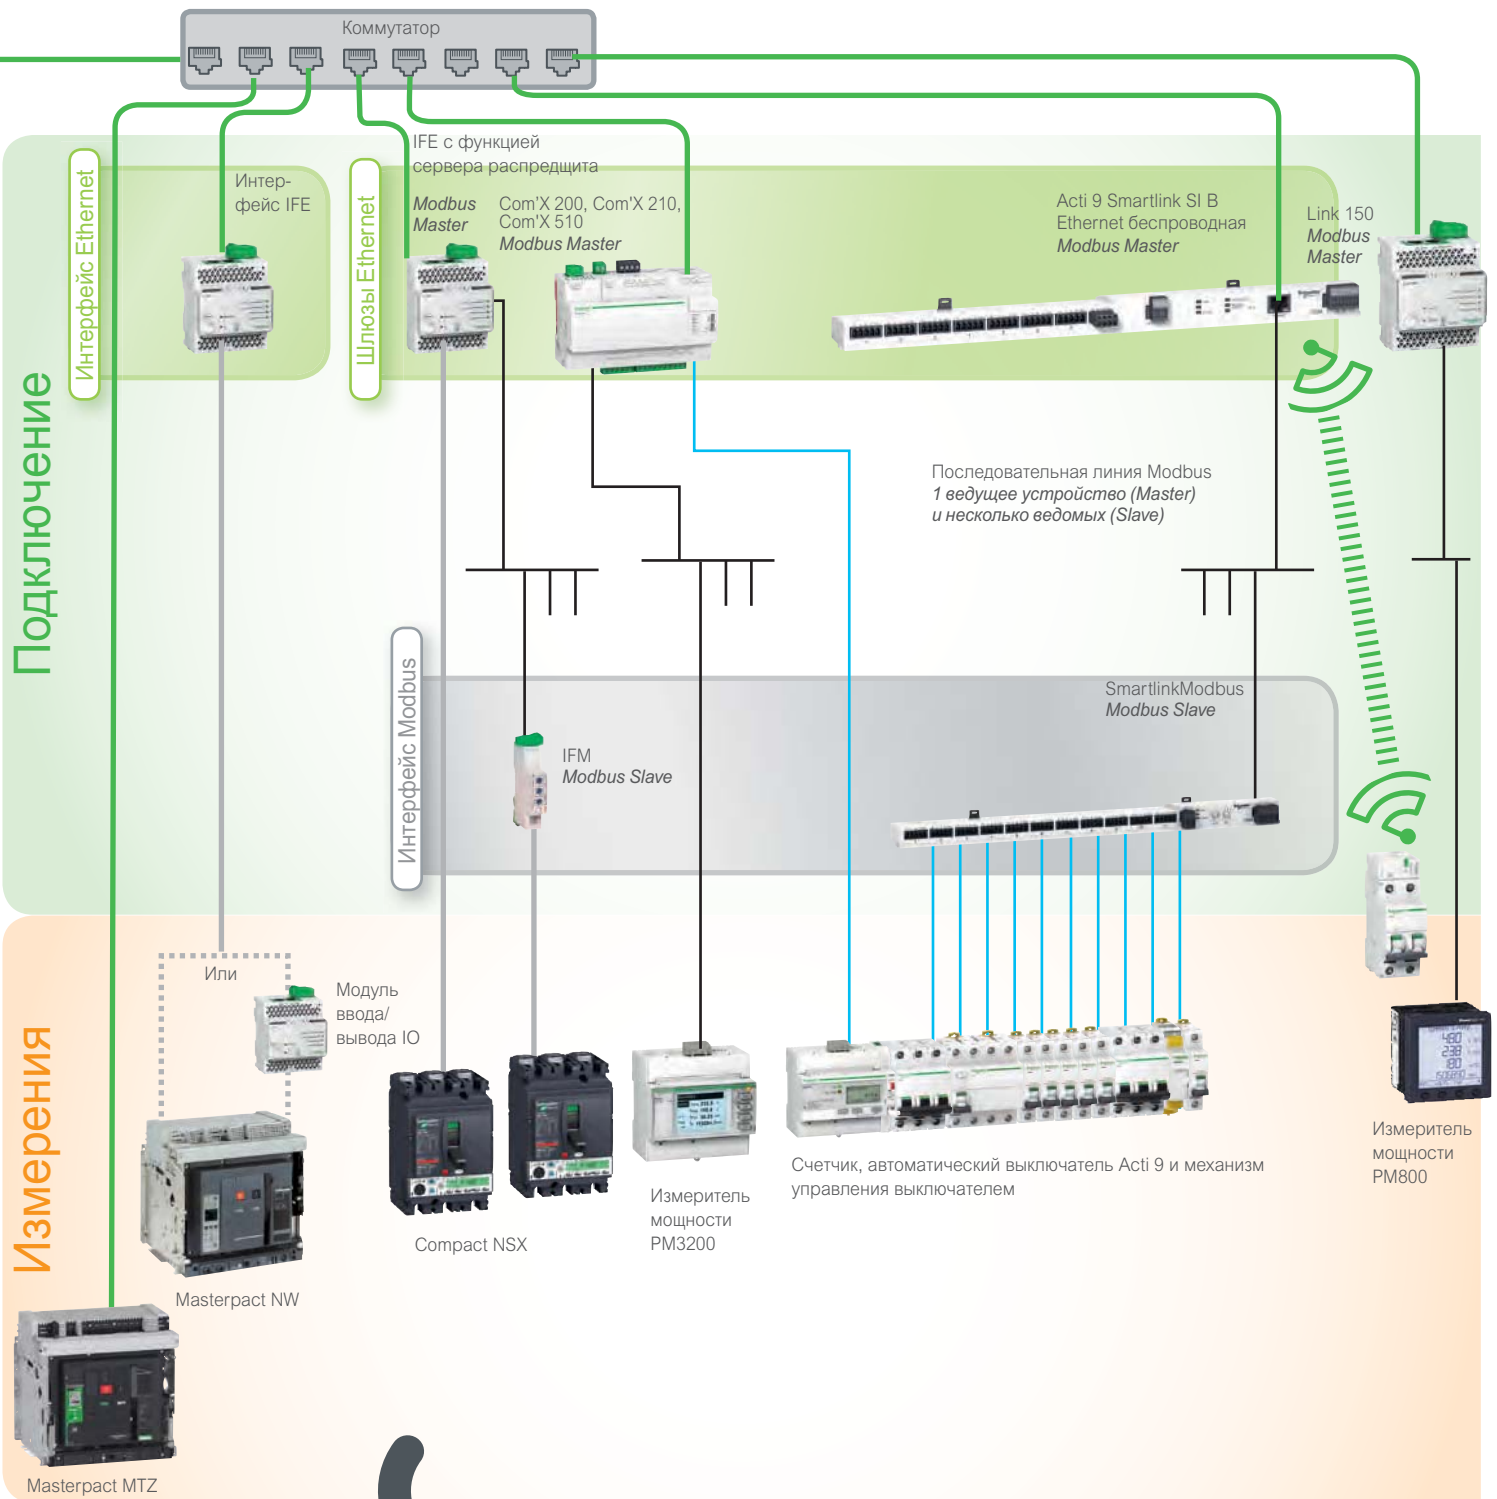 Коммутатор
IFE с функцией
сервера распредщита
Интер-
фейс IFE
Интерфейс Ethernet
Шлюзы Ethernet
Modbus
Master
Com'X 200, Com'X 210,
Com'X 510
Modbus Master
Acti 9 Smartlink SI B
Ethernet беспроводная
Modbus Master
Link 150
Modbus
Master
Подключение
Последовательная линия Modbus
1 ведущее устройство (Master)
и несколько ведомых (Slave)
Интерфейс Modbus
SmartlinkModbus
Modbus Slave
IFM
Modbus Slave
Измерения
Или
Модуль
ввода/
вывода IO
Измеритель
мощности
PM800
Счетчик, автоматический выключатель Acti 9 и механизм
управления выключателем
Измеритель
мощности
PM3200
Compact NSX
Masterpact NW
Masterpact MTZ